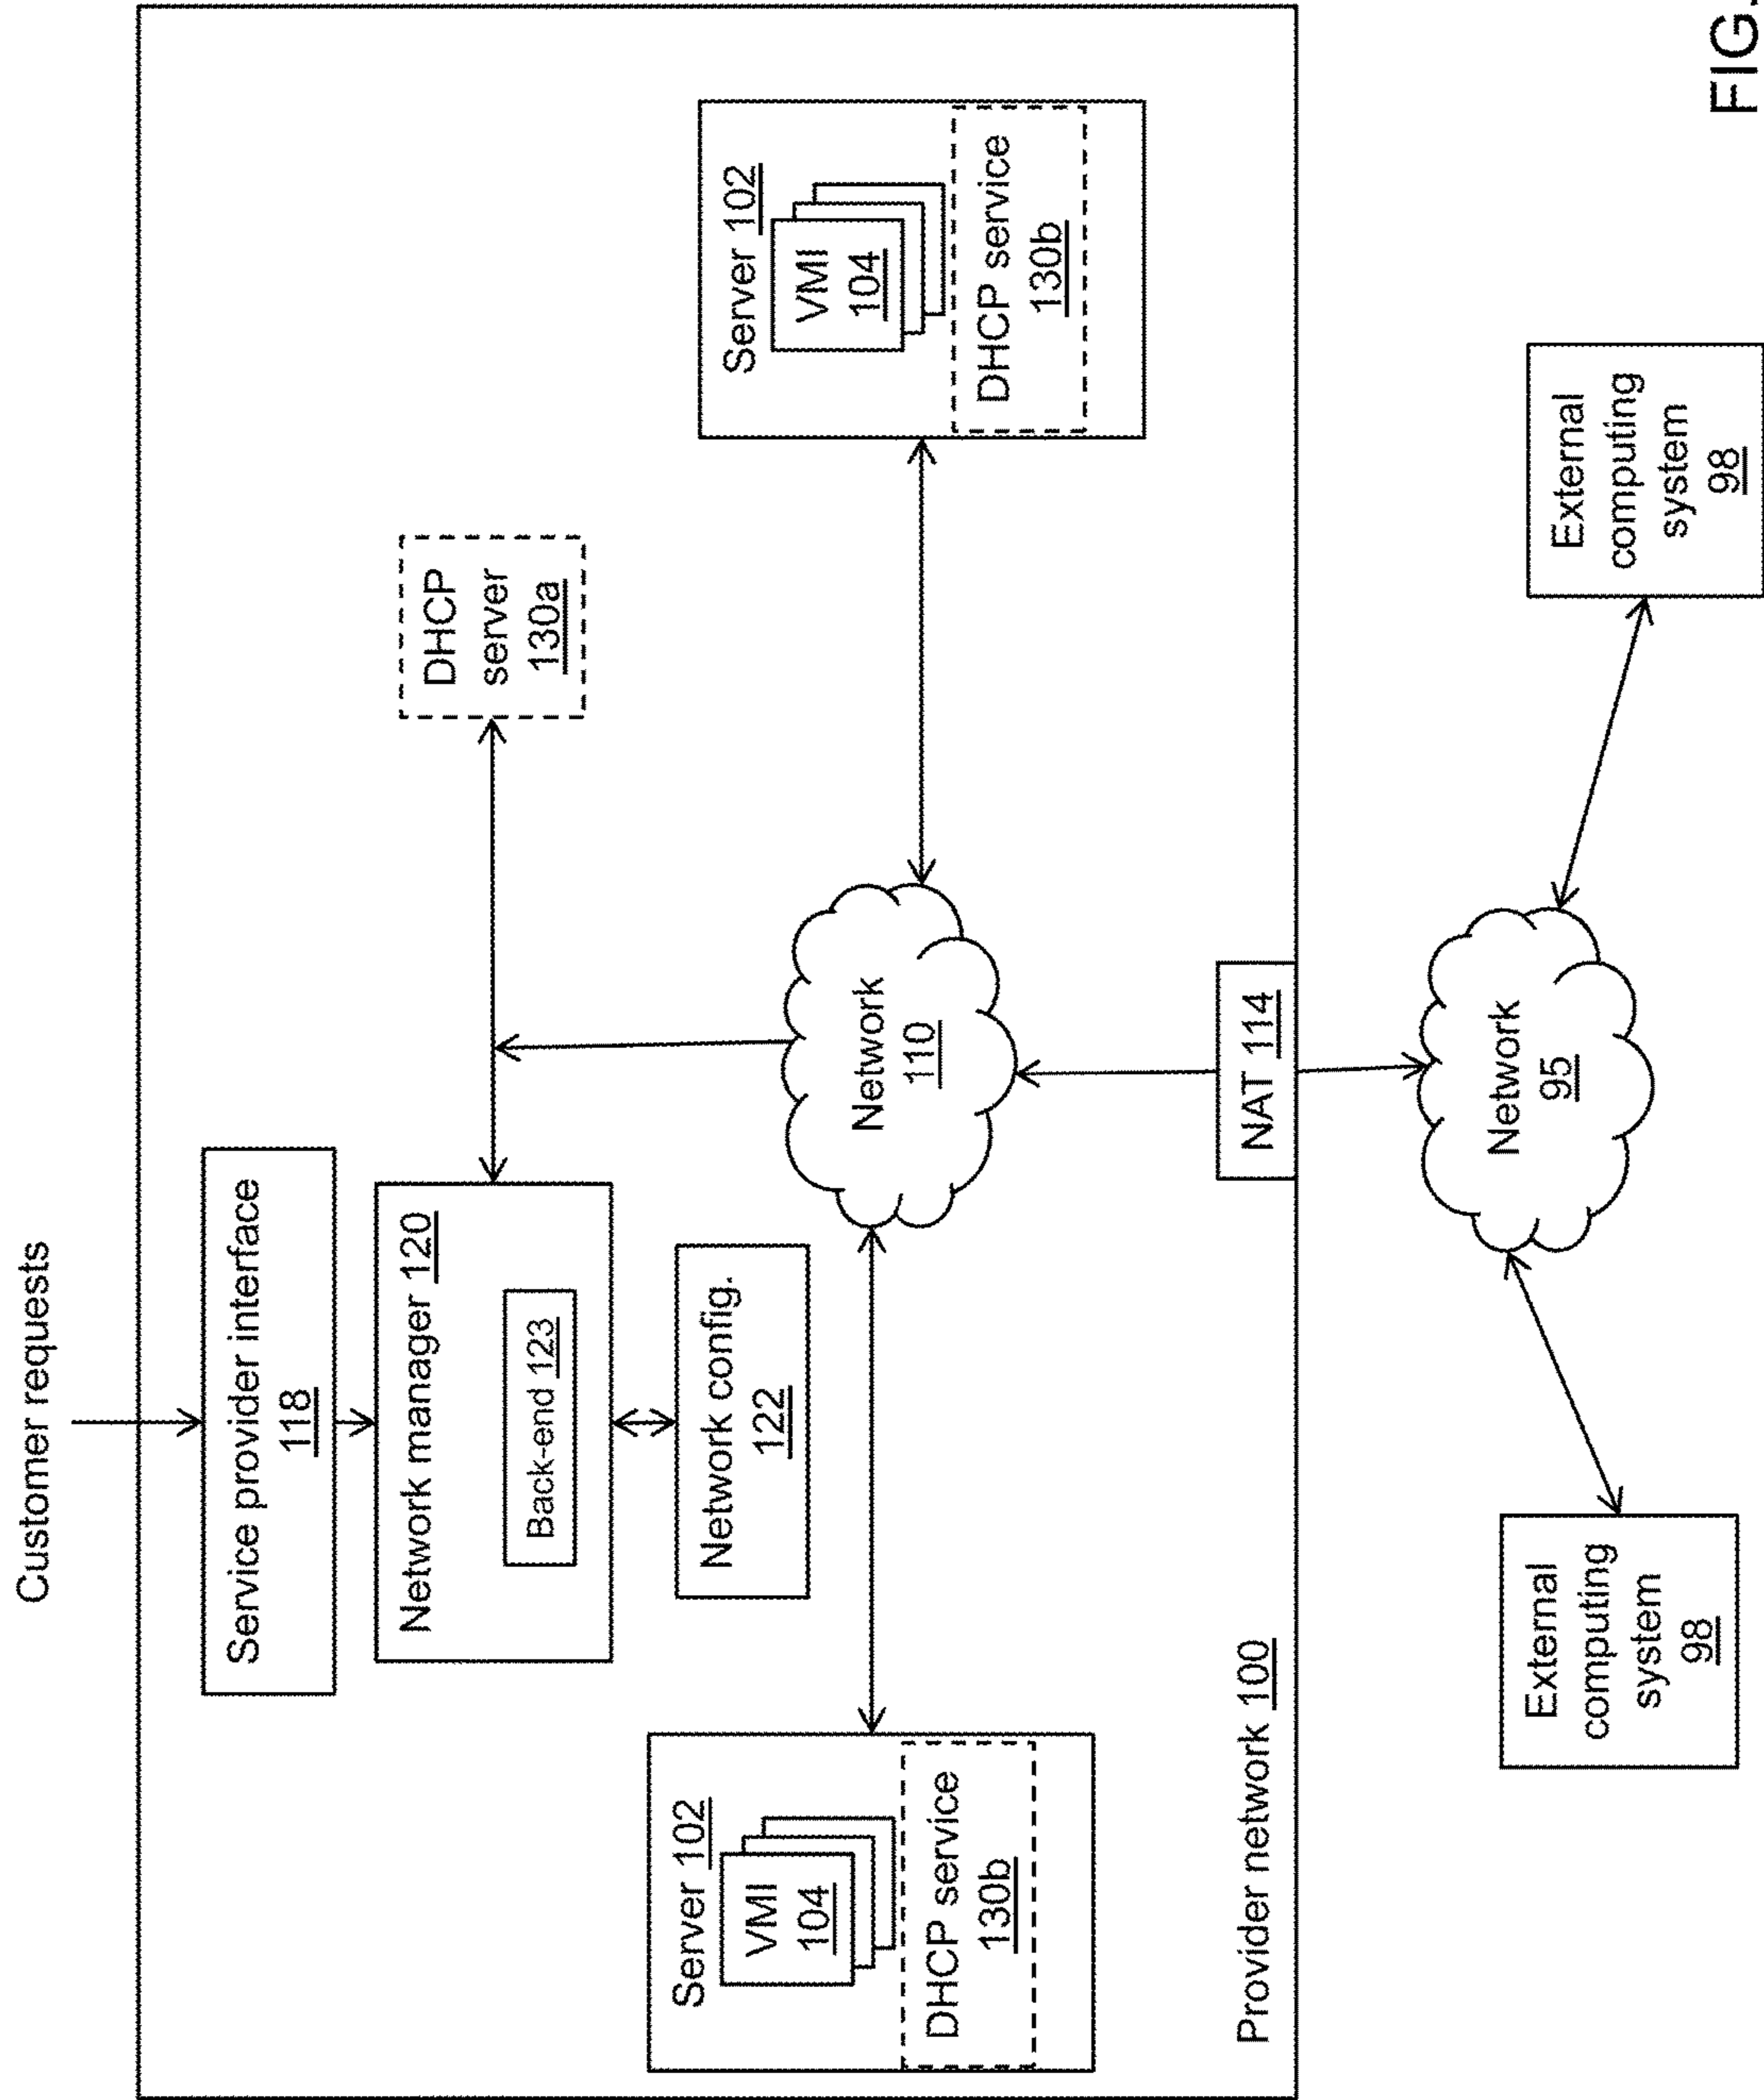 Customer requests
Service provider interface
118
Network manager 120
Back-end 123
Network config.
122
DHCP
server
130a
Server 102
VMI
104
DHCP service
130b
Network
110
Server 102
VMI
104
DHCP service
130b
Provider network 100
NAT 114
Network
95
External
computing
system
98
External
computing
system
98
FIG.